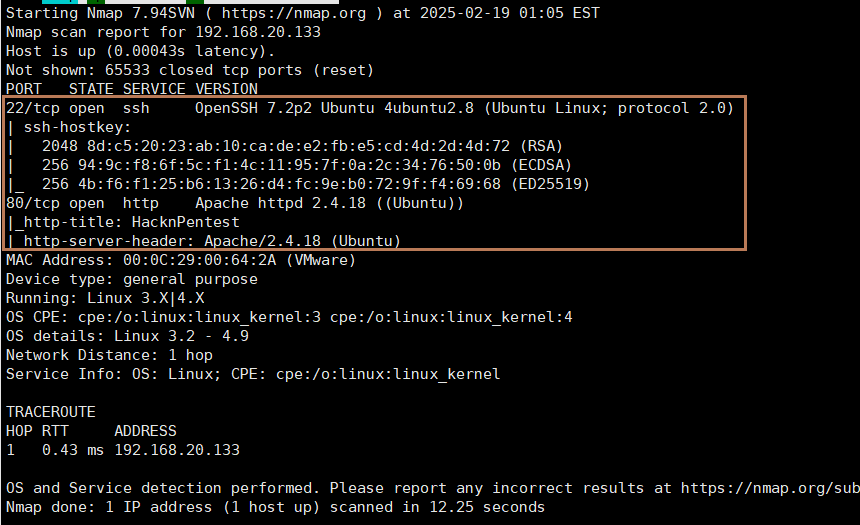 Starting Nmap 7.94SVN ( https://nmap.org ) at 2025-02-19 01:05 EST
Nmap scan report for 192.168.20.133
Host is up (0.00043s latency).
Not shown: 65533 closed tcp ports (reset)
PORT   STATE SERVICE VERSION
22/tcp open  ssh     OpenSSH 7.2p2 Ubuntu 4ubuntu2.8 (Ubuntu Linux; protocol 2.0)
| ssh-hostkey:
|   2048 8d:c5:20:23:ab:10:ca:de:e2:fb:e5:cd:4d:2d:4d:72 (RSA)
|   256 94:9c:f8:6f:5c:f1:4c:11:95:7f:0a:2c:34:76:50:0b (ECDSA)
|_  256 4b:f6:f1:25:b6:13:26:d4:fc:9e:b0:72:9f:f4:69:68 (ED25519)
80/tcp open  http    Apache httpd 2.4.18 ((Ubuntu))
|_http-title: HacknPentest
|_http-server-header: Apache/2.4.18 (Ubuntu)
MAC Address: 00:0C:29:00:64:2A (VMware)
Device type: general purpose
Running: Linux 3.X|4.X
OS CPE: cpe:/o:linux:linux_kernel:3 cpe:/o:linux:linux_kernel:4
OS details: Linux 3.2 - 4.9
Network Distance: 1 hop
Service Info: OS: Linux; CPE: cpe:/o:linux:linux_kernel
TRACEROUTE
HOP RTT     ADDRESS
1   0.43 ms 192.168.20.133
OS and Service detection performed. Please report any incorrect results at https://nmap.org/sub
Nmap done: 1 IP address (1 host up) scanned in 12.25 seconds